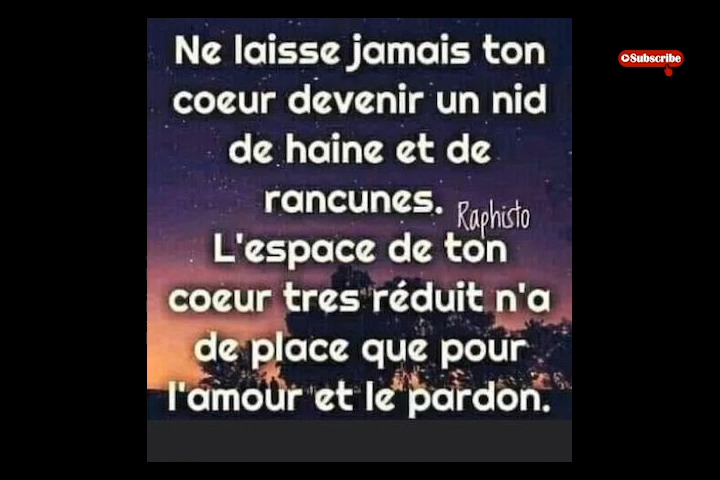 Ne laisse jamais ton
coeur devenir un nid
de haine et de
rancunes.
Raphisto
L'espace de ton
coeur tres réduit n'a
de place que pour
l'amour et le pardon.
Subscribe